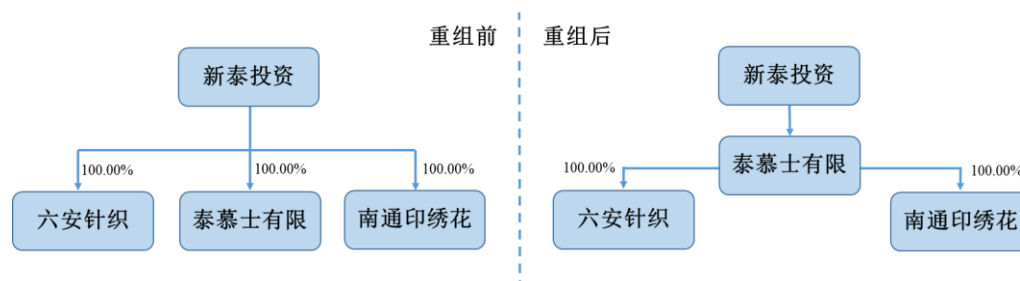 重组前
新泰投资
100.00%
100.00%
100.00%
六安针织
泰慕士有限
南通印绣花
重组后
新泰投资
泰慕士有限
100.00%
100.00%
六安针织
南通印绣花